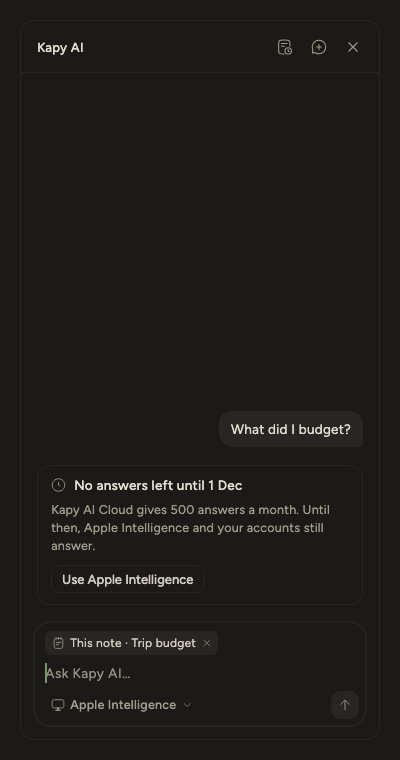 Kapy AI
What did I budget?
No answers left until 1 Dec
Kapy AI Cloud gives 500 answers a month. Until
then, Apple Intelligence and your accounts still
answer.
Use Apple Intelligence
This note · Trip budget
Ask Kapy AI...
Apple Intelligence